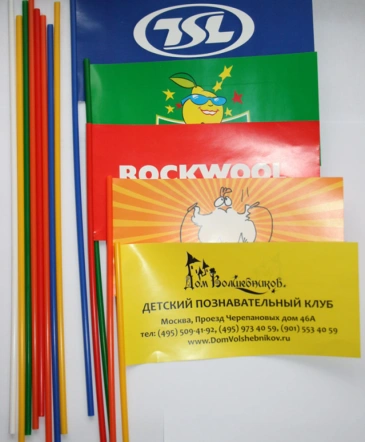 TSL
ROCKWOOL
Дом Волшебников.
ДЕТСКИЙ ПОЗНАВАТЕЛЬНЫЙ КЛУБ
Москва, Проезд Черепановых дом 46А
тел: (495) 509-41-92, (495) 973 40 59, (901) 553 40 59
www.DomVolshebnikov.ru